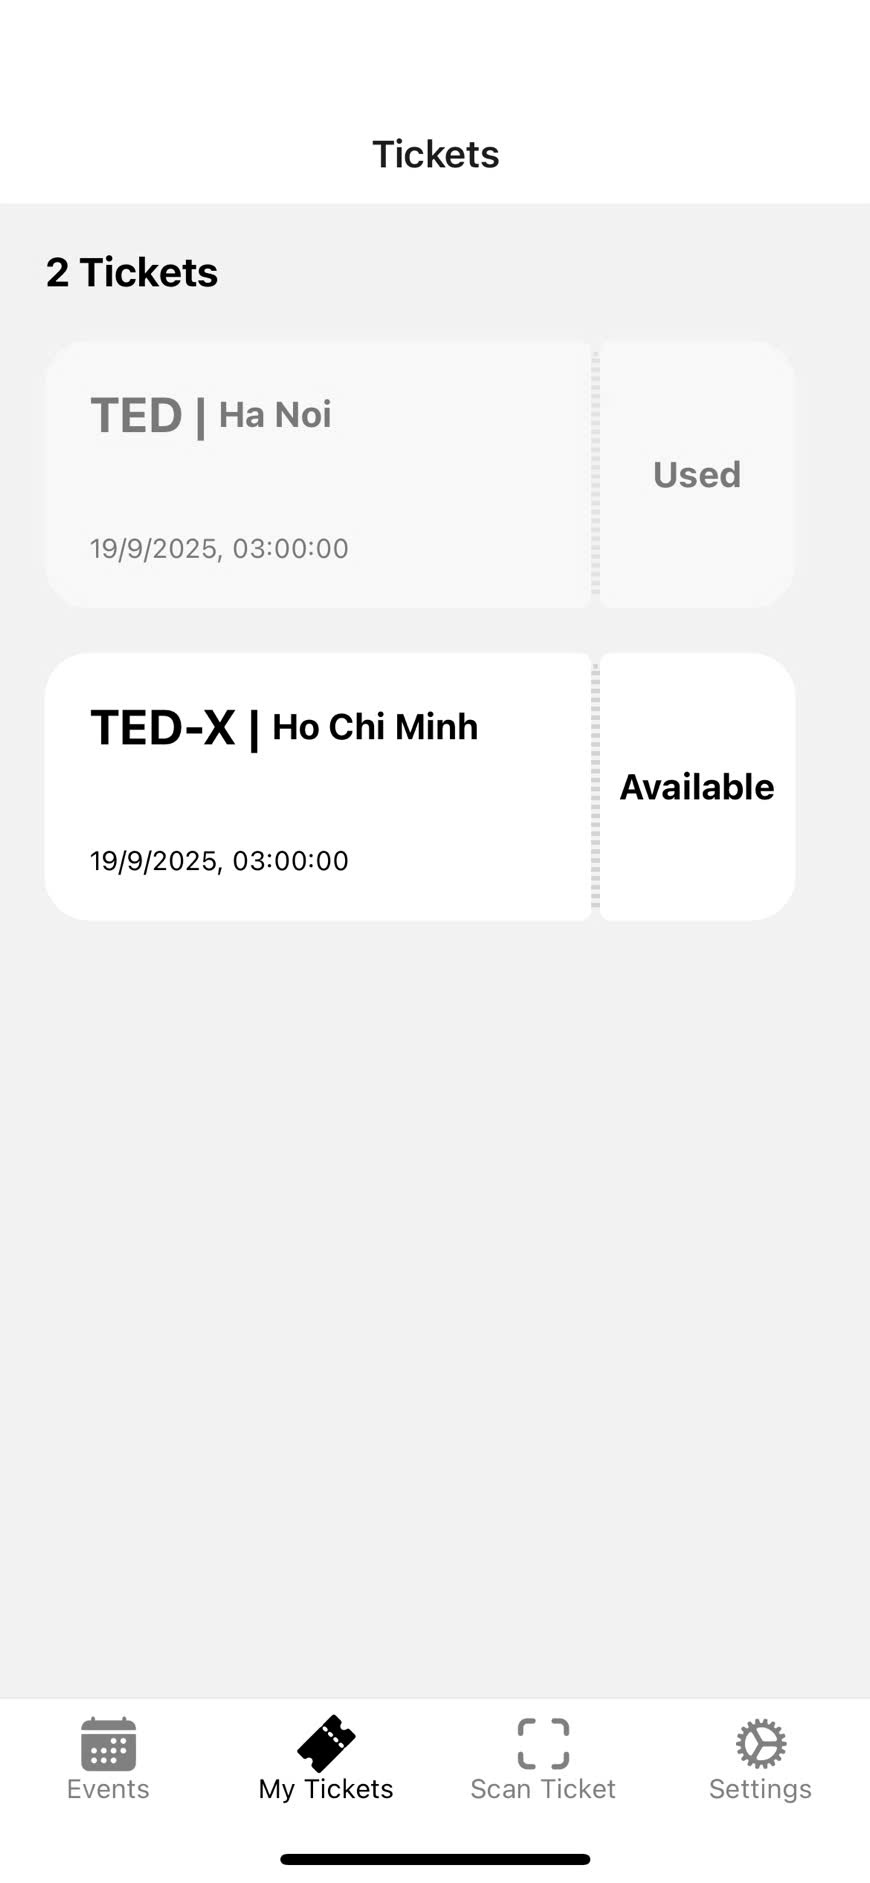 Tickets
2 Tickets
TED | Ha Noi
Used
19/9/2025, 03:00:00
TED-X | Ho Chi Minh
Available
19/9/2025, 03:00:00
Events
My Tickets
Scan Ticket
Settings